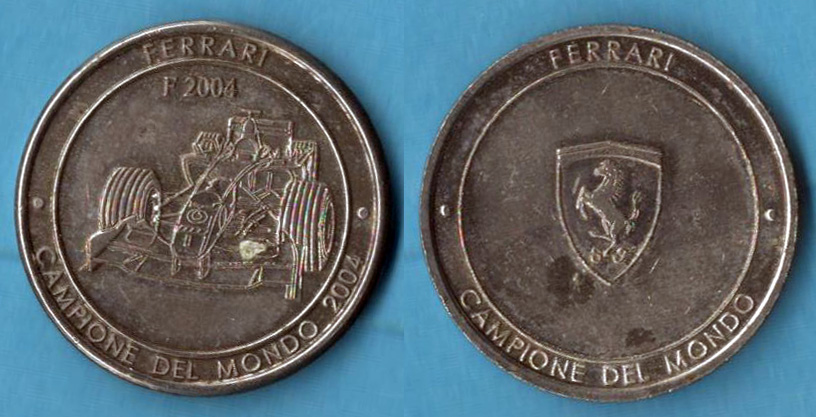 FERRARI
F 2004
CAMPIONE DEL MONDO 2004
FERRARI
CAMPIONE DEL MONDO